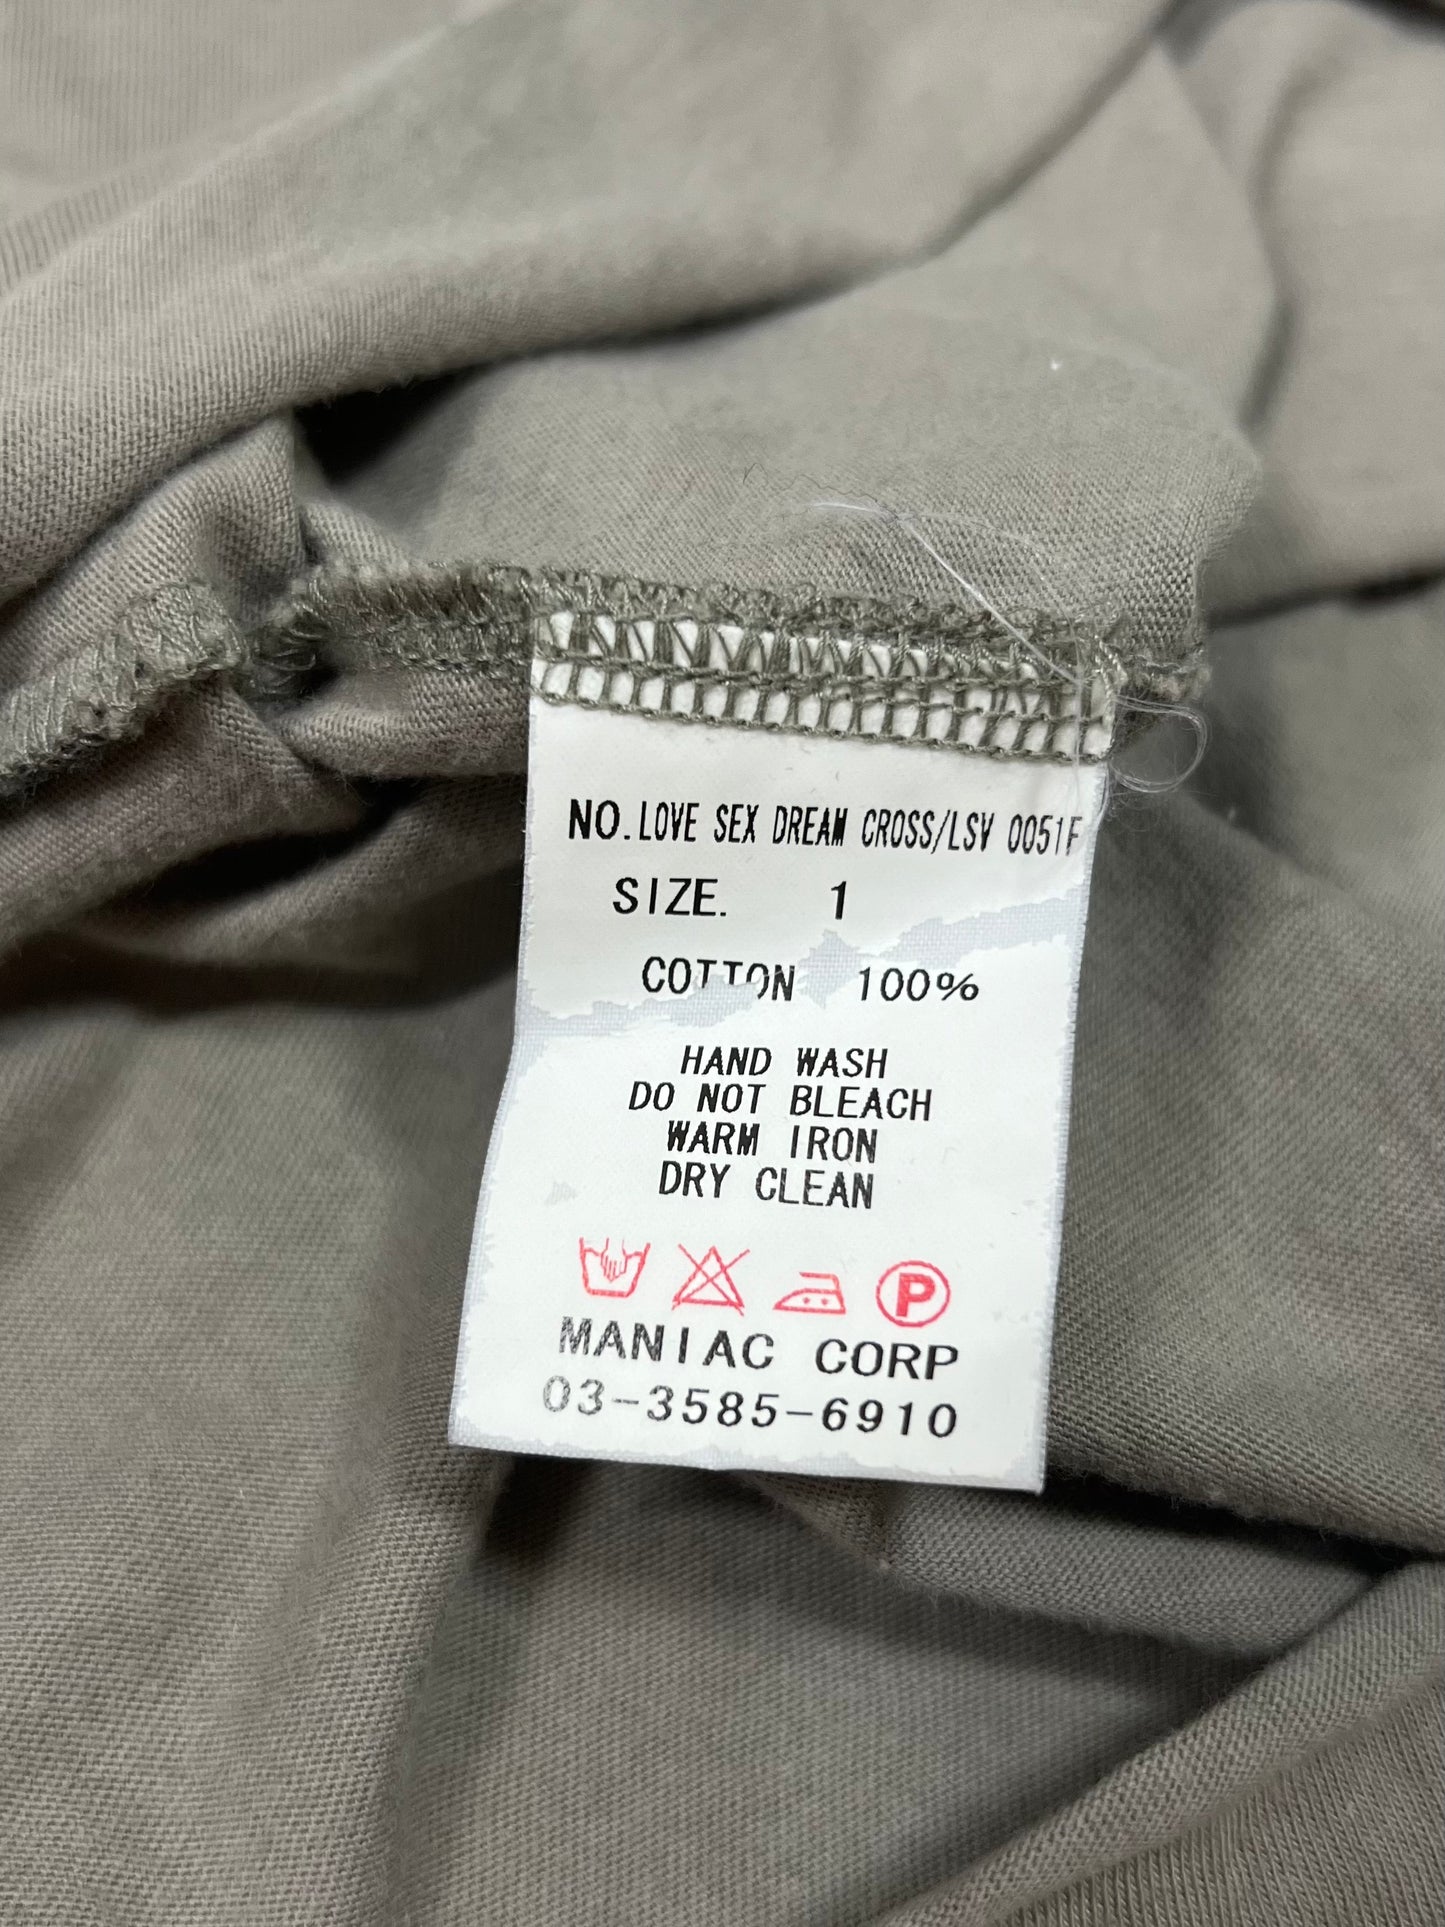 NO.LOVE SEX DREAM CROSS/LSV 0051F
SIZE. 1
COTTON 100%
HAND WASH
DO NOT BLEACH
WARM IRON
DRY CLEAN
P
MANIAC CORP
03-3585-6910